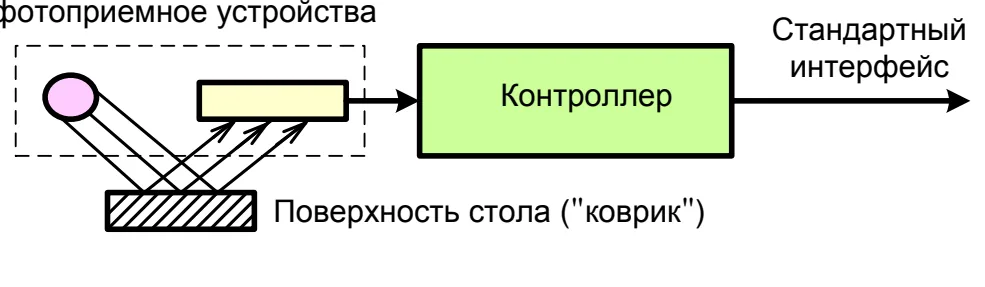 фотоприемное устройства
Стандартный
интерфейс
Контроллер
Поверхность стола ("коврик")